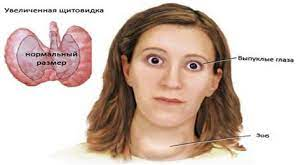 Увеличенная щитовидка
нормальный
размер
Выпуклые глаза
Зоб